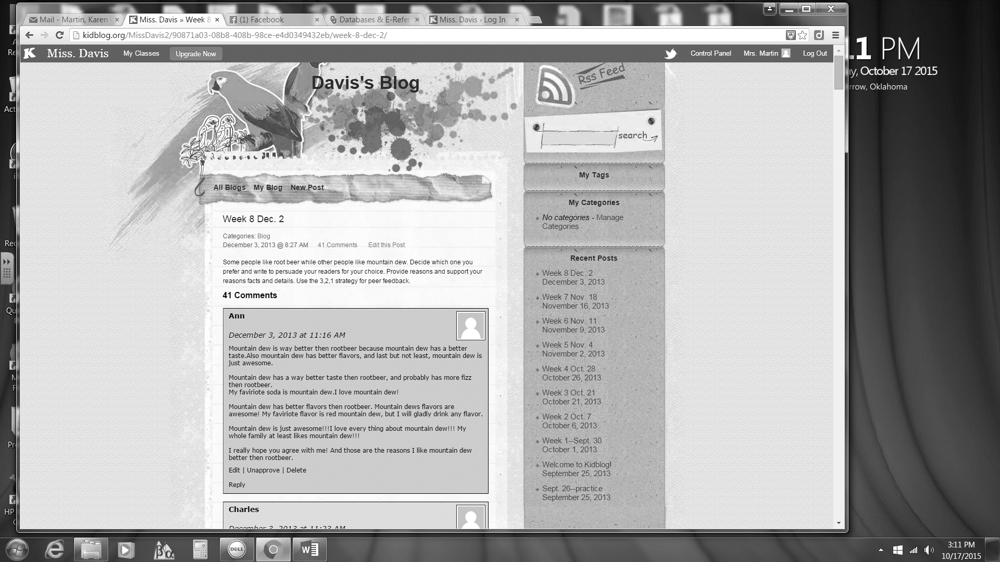 Mail - Martin, Karen
Miss. Davis » Week 8
(1) Facebook
Databases & E-Refer
Miss. Davis › Log In
kidblog.org/MissDavis2/90871a03-08b8-408b-98ce-e4d0349432eb/week-8-dec-2/
Miss. Davis My Classes Upgrade Now Control Panel Mrs. Martin Log Out
11 PM
October 17 2015
Oklahoma
Davis's Blog
Rss Feed
search
All Blogs My Blog New Post
Week 8 Dec. 2
Categories: Blog
December 3, 2013 @ 8:27 AM 41 Comments Edit this Post
Some people like root beer while other people like mountain dew. Decide which one you
prefer and write to persuade your readers for your choice. Provide reasons and support your
reasons facts and details. Use the 3,2,1 strategy for peer feedback.
41 Comments
Ann
December 3, 2013 at 11:16 AM
Mountain dew is way better then rootbeer because mountain dew has a better
taste.Also mountain dew has better flavors, and last but not least, mountain dew is
just awesome.
Mountain dew has a way better taste then rootbeer, and probably has more fizz
then rootbeer.
My faviriote soda is mountain dew.I love mountain dew!
Mountain dew has better flavors then rootbeer. Mountain dews flavors are
awesome! My faviriote flavor is red mountain dew, but I will gladly drink any flavor.
Mountain dew is just awesome!!!I love every thing about mountain dew!!! My
whole family at least likes mountain dew!!!
I really hope you agree with me! And those are the reasons I like mountain dew
better then rootbeer.
Edit | Unapprove | Delete
Reply
Charles
December 3, 2013 at 11:23 AM
My Tags
My Categories
No categories - Manage
Categories
Recent Posts
Week 8 Dec. 2
December 3, 2013
Week 7 Nov. 18
November 16, 2013
Week 6 Nov. 11
November 9, 2013
Week 5 Nov. 4
November 2, 2013
Week 4 Oct. 28
October 26, 2013
Week 3 Oct. 21
October 21, 2013
Week 2 Oct. 7
October 6, 2013
Week 1--Sept. 30
October 1, 2013
Welcome to Kidblog!
September 25, 2013
Sept. 26--practice
September 25, 2013
HP
DELL
3:11 PM
10/17/2015